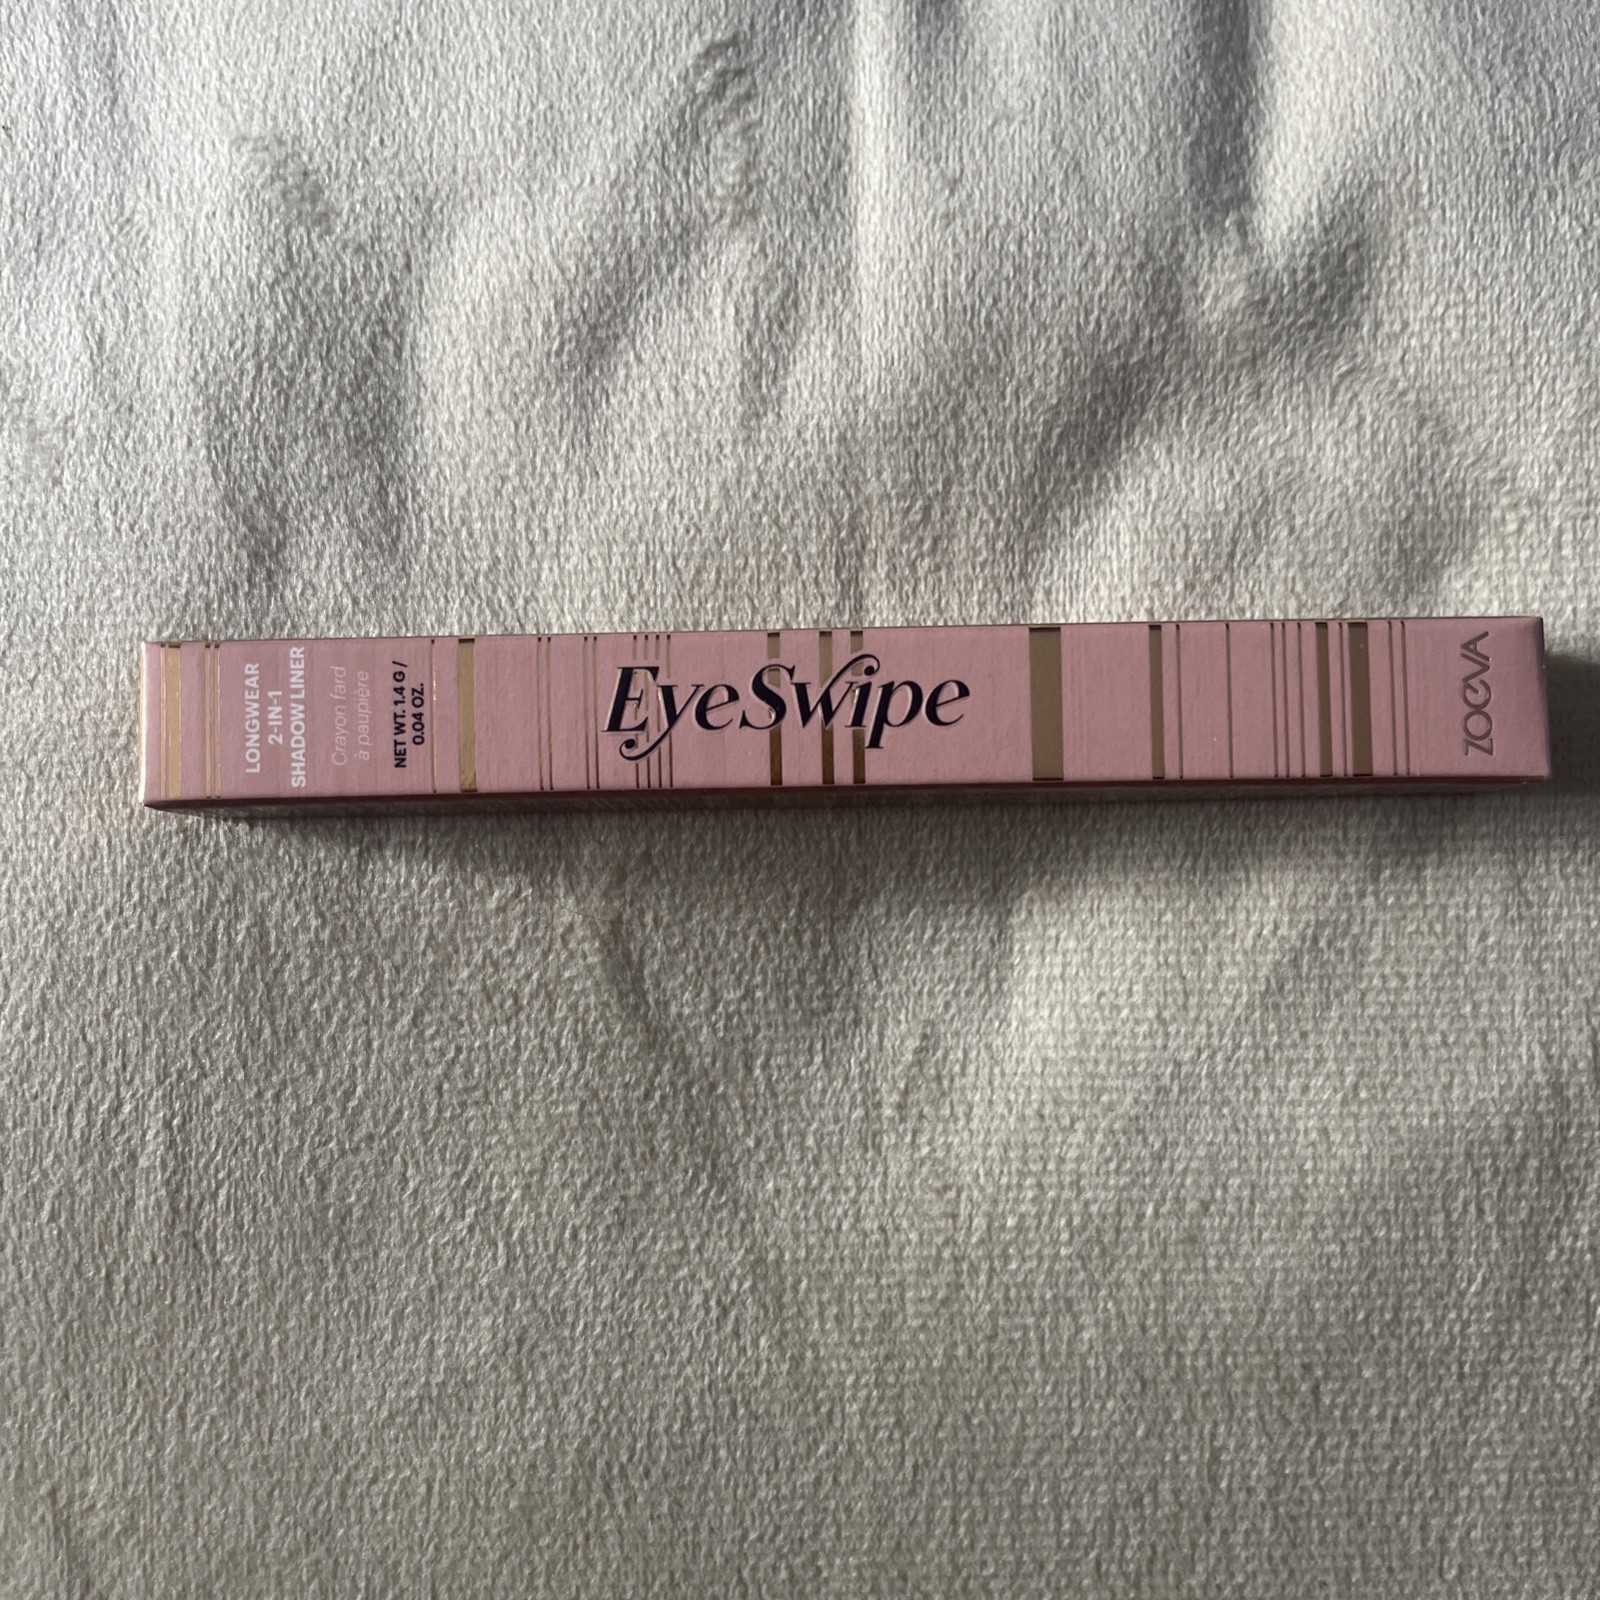 LONGWEAR
2-IN-1
SHADOW LINER
Crayon fard
à paupière
NET WT. 1.4 G /
0.04 OZ.
EyeSwipe
ZOEVA